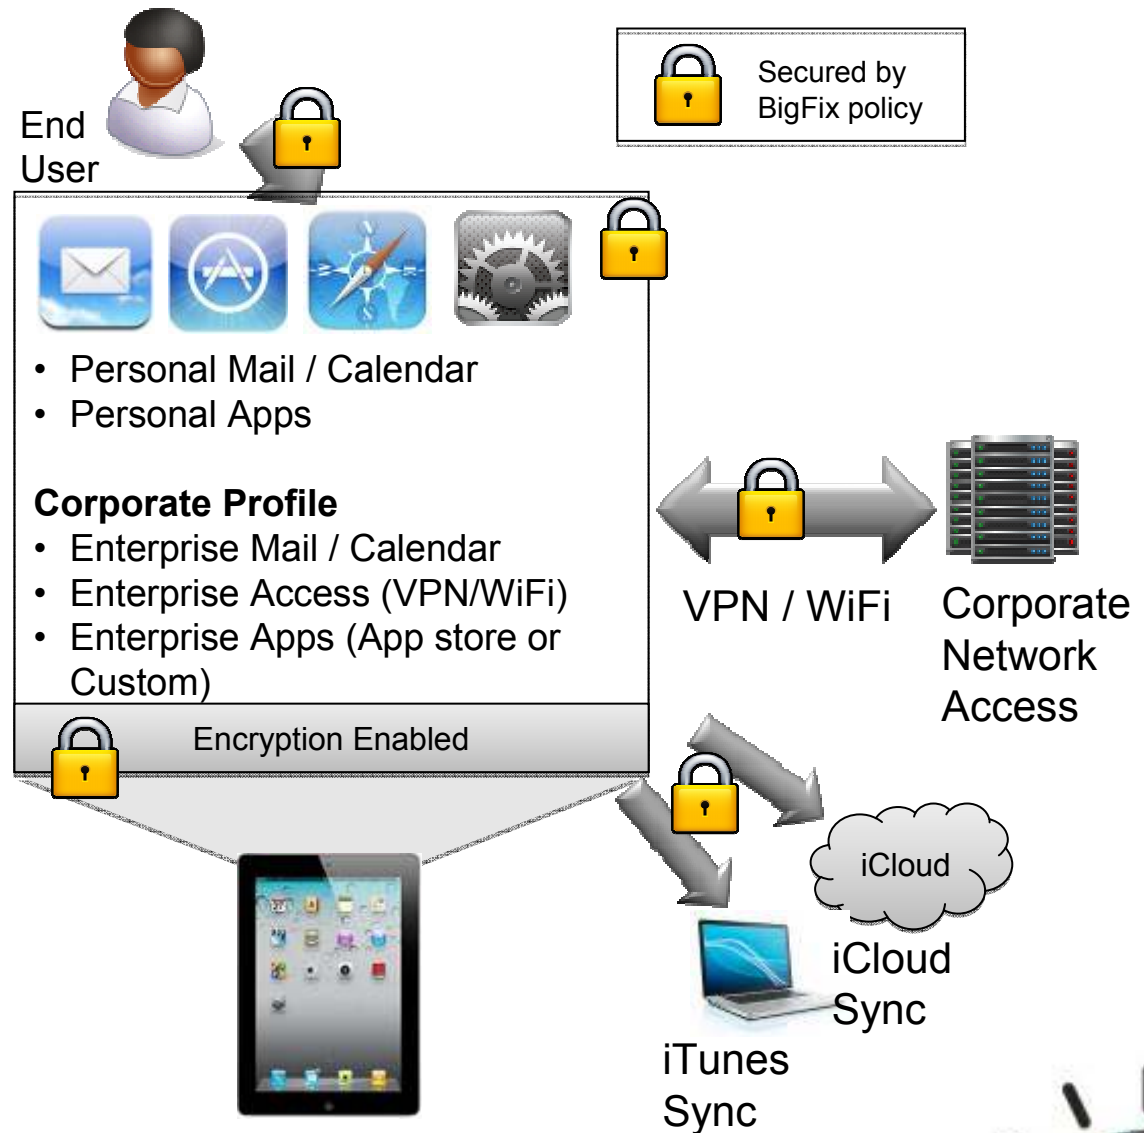 End
User
Secured by
BigFix policy
• Personal Mail / Calendar
• Personal Apps
Corporate Profile
• Enterprise Mail / Calendar
• Enterprise Access (VPN/WiFi)
• Enterprise Apps (App store or
Custom)
Encryption Enabled
VPN / WiFi
Corporate
Network
Access
iCloud
iCloud
Sync
iTunes
Sync